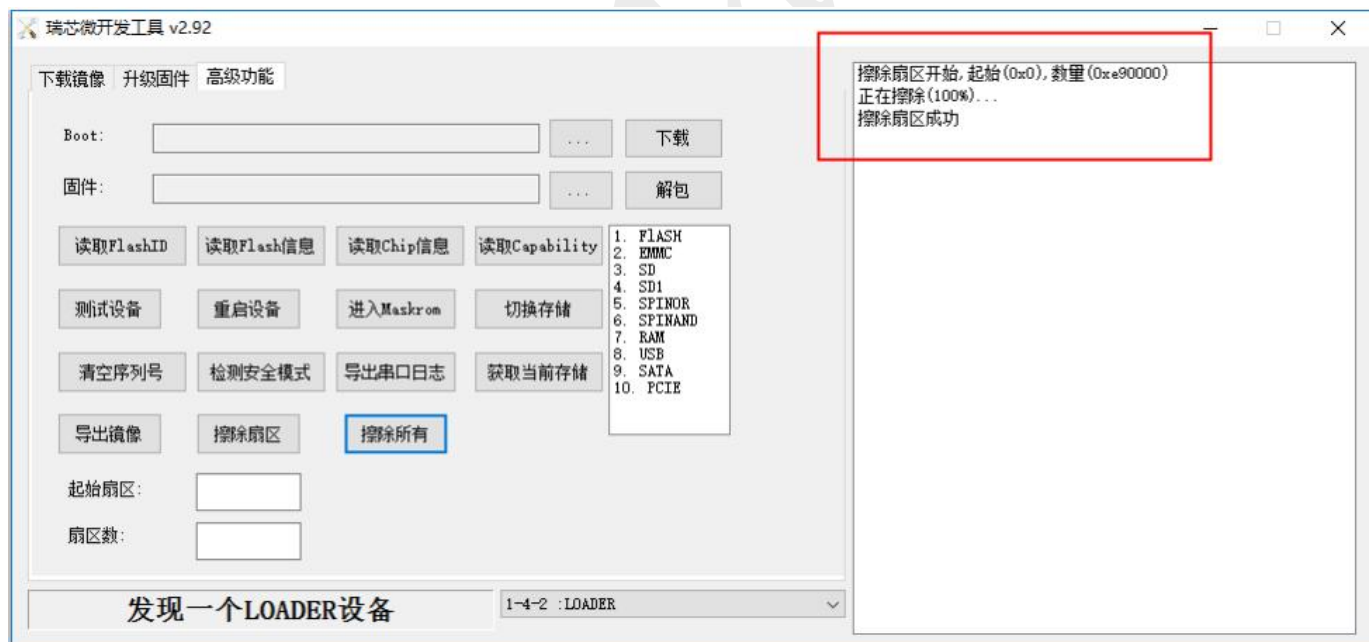 瑞芯微开发工具 v2.92
下载镜像 升级固件 高级功能
Boot: ... 下载
固件: ... 解包
读取FlashID 读取Flash信息 读取Chip信息 读取Capability
测试设备 重启设备 进入Maskrom 切换存储
清空序列号 检测安全模式 导出串口日志 获取当前存储
导出镜像 擦除扇区 擦除所有
1. FlASH
2. EMMC
3. SD
4. SD1
5. SPINOR
6. SPINAND
7. RAM
8. USB
9. SATA
10. PCIE
起始扇区:
扇区数:
发现一个LOADER设备
1-4-2 :LOADER
擦除扇区开始,起始(0x0),数量(0xe90000)
正在擦除(100%)...
擦除扇区成功